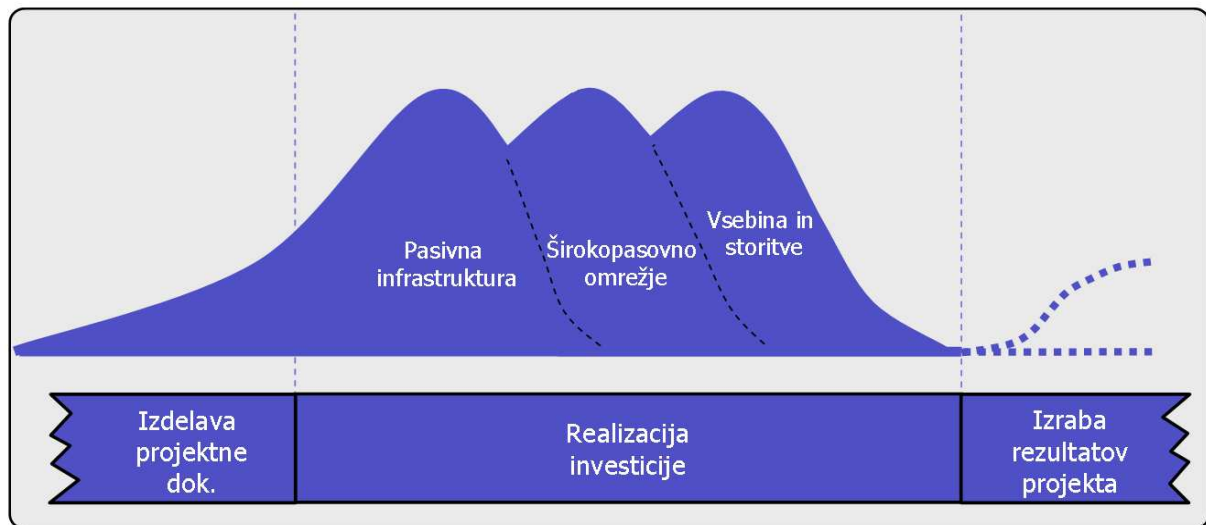 Pasivna
infrastruktura
Širokopasovno
omrežje
Vsebina in
storitve
Izdelava
projektne
dok.
Realizacija
investicije
Izraba
rezultatov
projekta